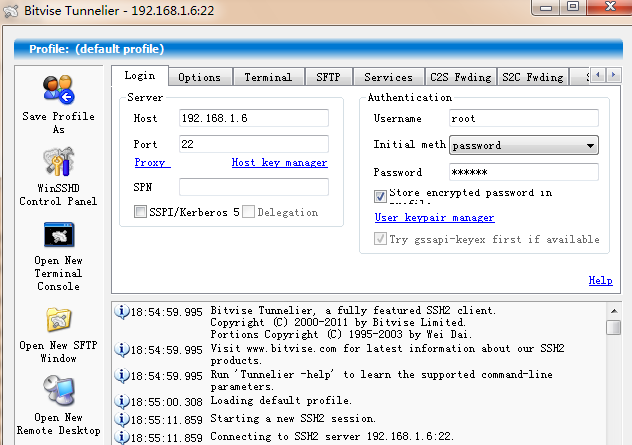 Bitvise Tunnelier - 192.168.1.6:22
Profile: (default profile)
Save Profile
As
WinSSHD
Control Panel
Open New
Terminal
Console
Open New SFTP
Window
Open New
Remote Desktop
Login
Options
Terminal
SFTP
Services
C2S Fwding
S2C Fwding
Server
Host
192.168.1.6
Port
22
Proxy
Host key manager
SPN
SSPI/Kerberos 5
Delegation
Authentication
Username
root
Initial meth
password
Password
******
Store encrypted password in
User keypair manager
Try gssapi-keyex first if available
Help
18:54:59.995 Bitvise Tunnelier, a fully featured SSH2 client.
Copyright (C) 2000-2011 by Bitvise Limited.
Portions Copyright (C) 1995-2003 by Wei Dai.
18:54:59.995 Visit www.bitvise.com for latest information about our SSH2
products.
18:54:59.995 Run 'Tunnelier -help' to learn the supported command-line
parameters.
18:55:00.308 Loading default profile.
18:55:11.859 Starting a new SSH2 session.
18:55:11.859 Connecting to SSH2 server 192.168.1.6:22.